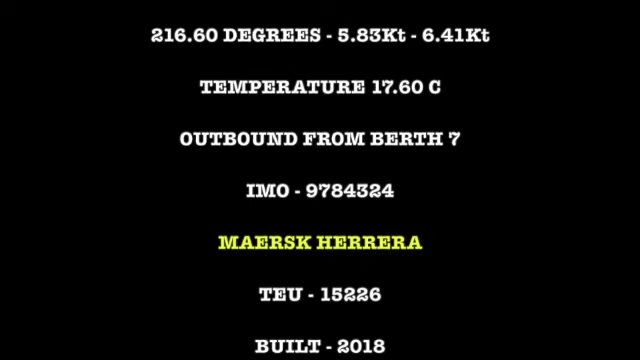 216.60 DEGREES - 5.83Kt - 6.41Kt
TEMPERATURE 17.60 C
OUTBOUND FROM BERTH 7
IMO - 9784324
MAERSK HERRERA
TEU - 15226
BUILT - 2018